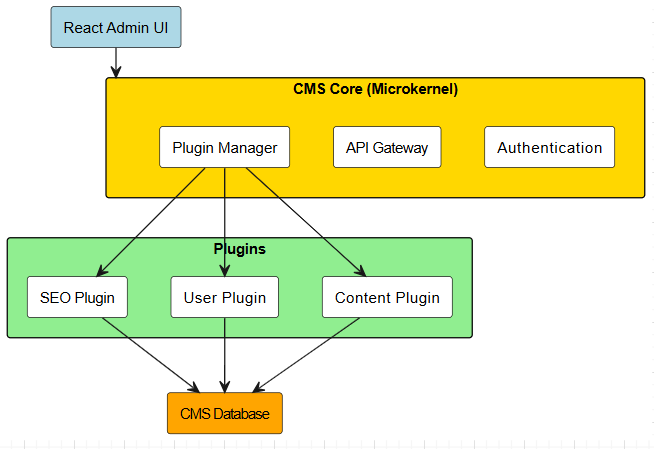 React Admin UI
CMS Core (Microkernel)
Plugin Manager
API Gateway
Authentication
Plugins
SEO Plugin
User Plugin
Content Plugin
CMS Database